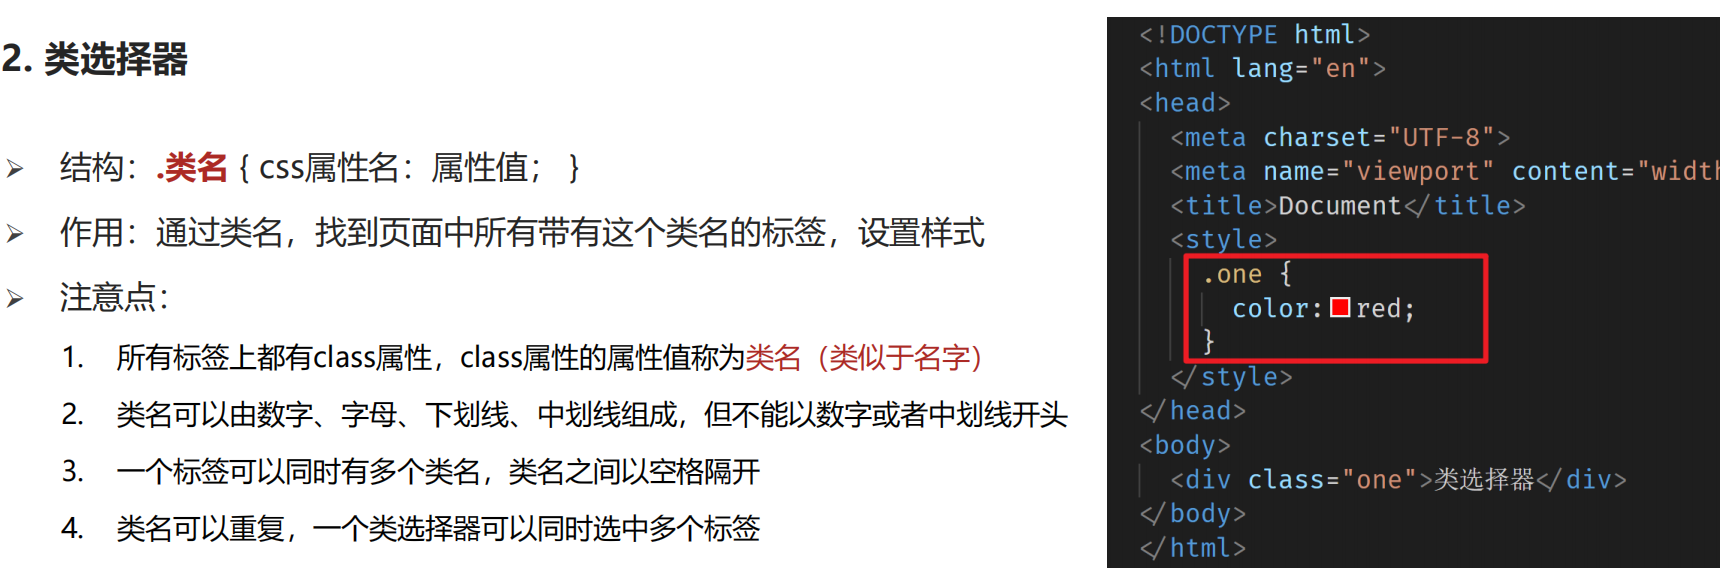 2. 类选择器
➢ 结构：.类名 { css属性名：属性值； }
➢ 作用：通过类名，找到页面中所有带有这个类名的标签，设置样式
➢ 注意点：
1. 所有标签上都有class属性，class属性的属性值称为类名（类似于名字）
2. 类名可以由数字、字母、下划线、中划线组成，但不能以数字或者中划线开头
3. 一个标签可以同时有多个类名，类名之间以空格隔开
4. 类名可以重复，一个类选择器可以同时选中多个标签
<!DOCTYPE html>
<html lang="en">
<head>
<meta charset="UTF-8">
<meta name="viewport" content="width
<title>Document</title>
<style>
.one {
color: red;
}
</style>
</head>
<body>
<div class="one">类选择器</div>
</body>
</html>